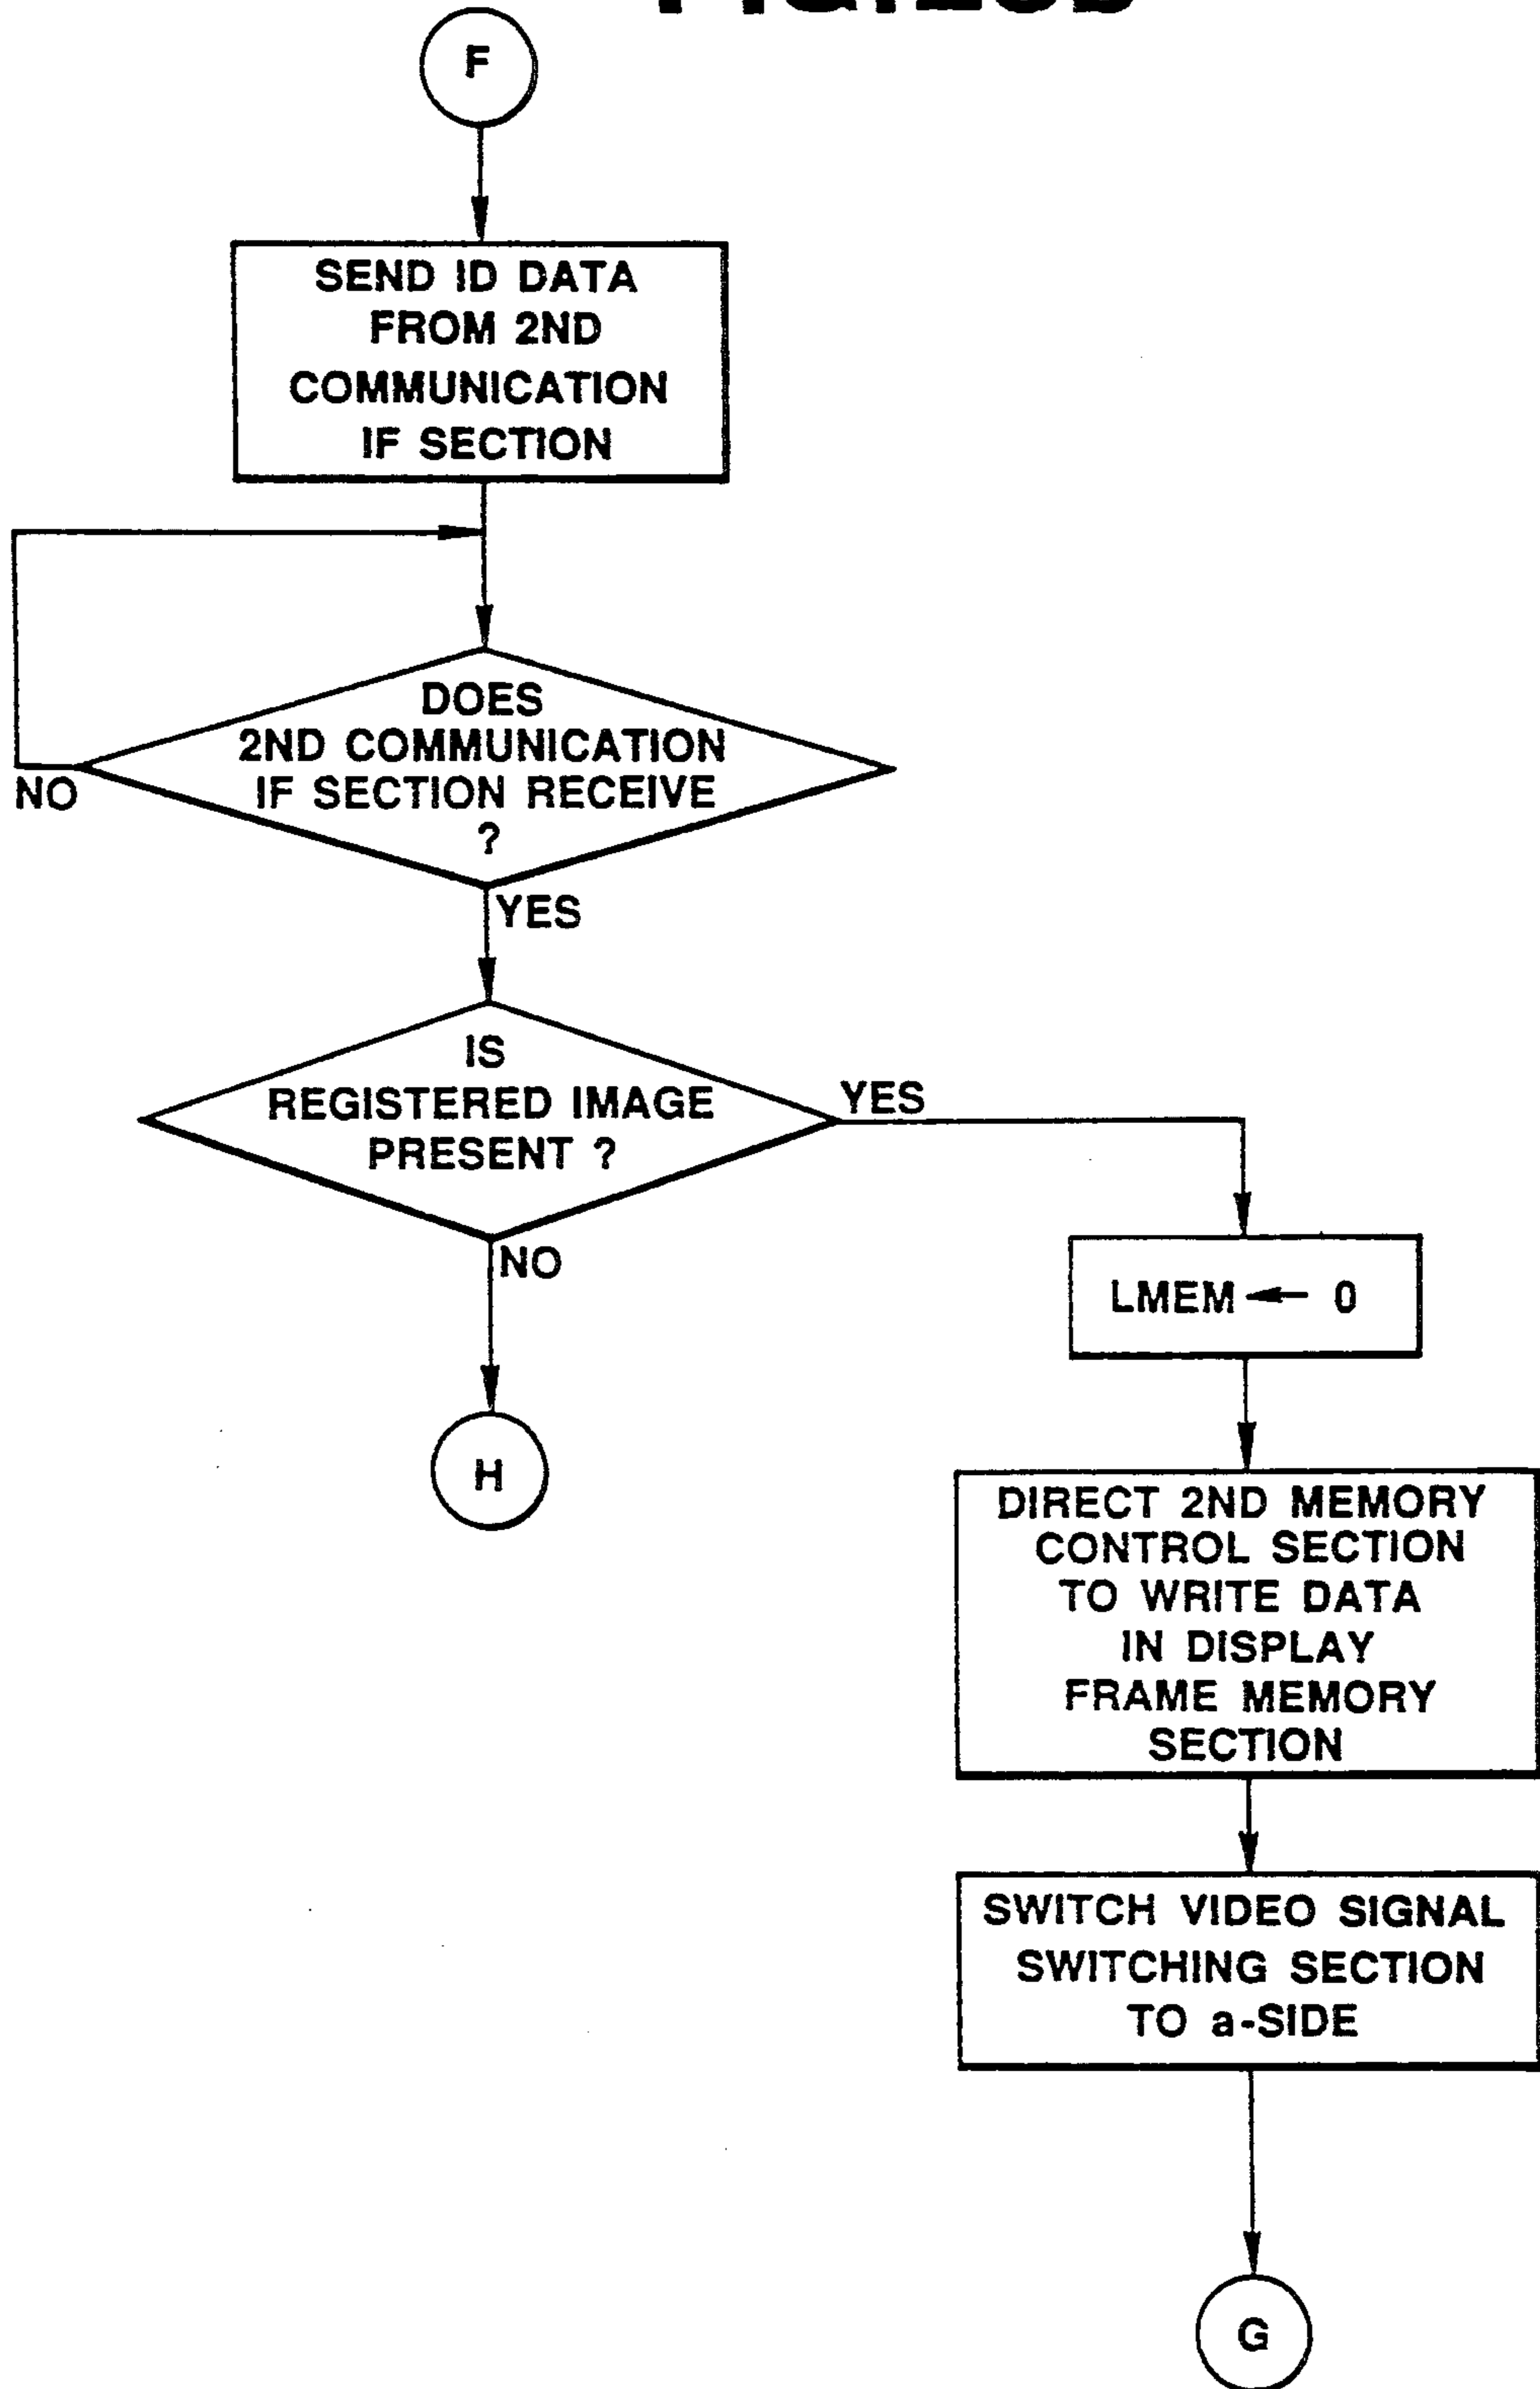 F
SEND ID DATA
FROM 2ND
COMMUNICATION
IF SECTION
DOES
2ND COMMUNICATION
IF SECTION RECEIVE
?
NO
YES
IS
REGISTERED IMAGE
PRESENT ?
YES
NO
H
LMEM ← 0
DIRECT 2ND MEMORY
CONTROL SECTION
TO WRITE DATA
IN DISPLAY
FRAME MEMORY
SECTION
SWITCH VIDEO SIGNAL
SWITCHING SECTION
TO a-SIDE
G